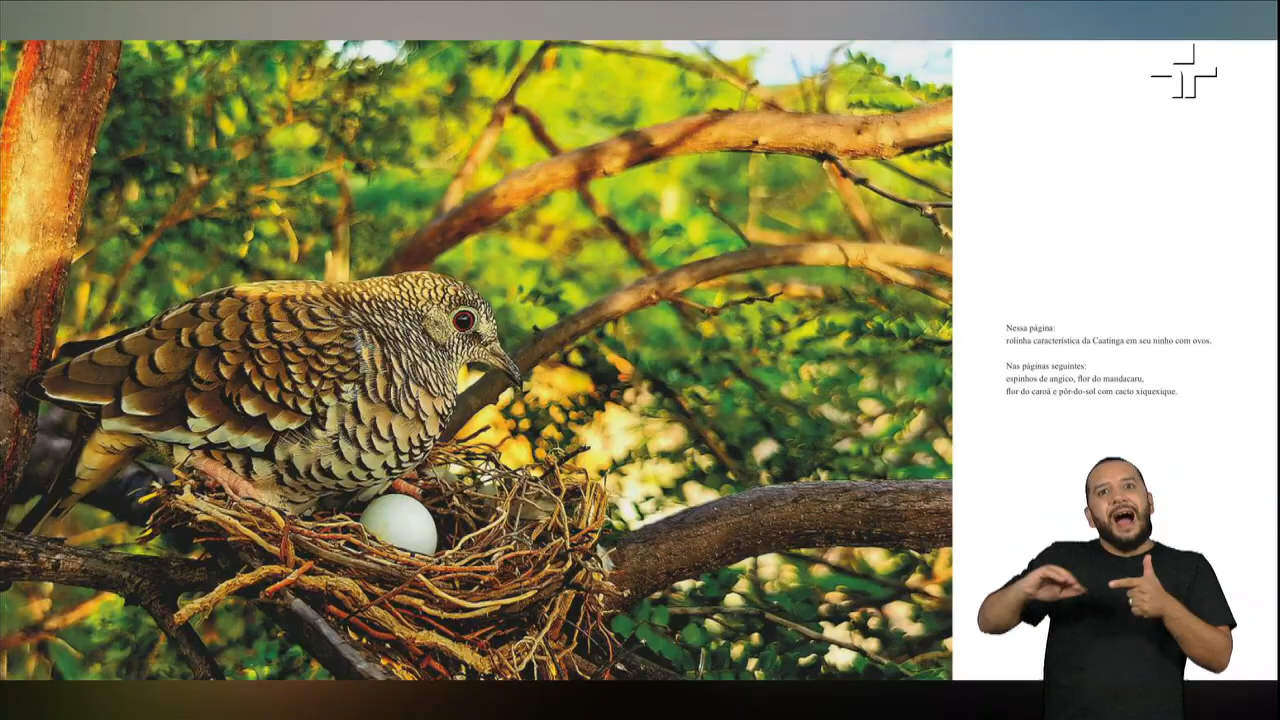 Nessa página:
rolinha característica da Caatinga em seu ninho com ovos.
Nas páginas seguintes:
espinhos de angico, flor do mandacaru,
flor do caroá e pôr-do-sol com cacto xiquexique.